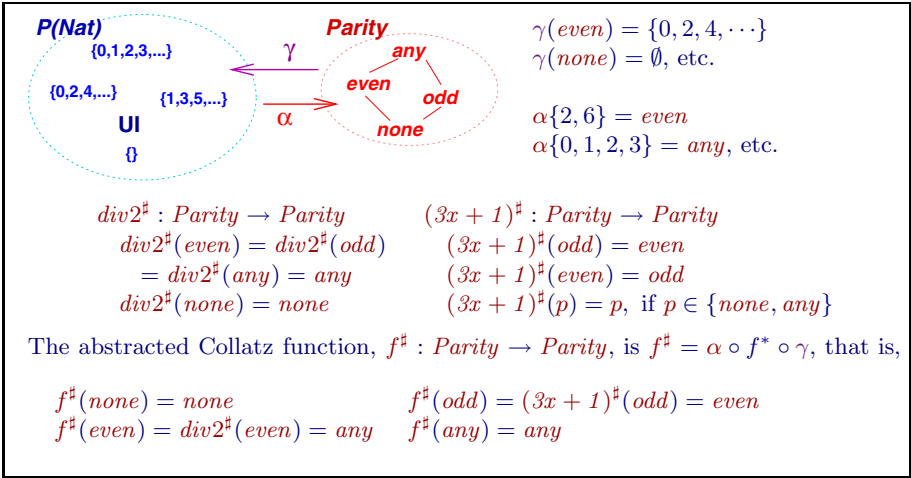 P(Nat)
{0,1,2,3,...}
{0,2,4,...}
{1,3,5,...}
UI
{}
γ
α
Parity
any
even
odd
none
γ(even) = {0, 2, 4, ⋯}
γ(none) = ∅, etc.
α{2, 6} = even
α{0, 1, 2, 3} = any, etc.
div2♯ : Parity → Parity
div2♯(even) = div2♯(odd)
= div2♯(any) = any
div2♯(none) = none
(3x + 1)♯ : Parity → Parity
(3x + 1)♯(odd) = even
(3x + 1)♯(even) = odd
(3x + 1)♯(p) = p, if p ∈ {none, any}
The abstracted Collatz function, f♯ : Parity → Parity, is f♯ = α ∘ f* ∘ γ, that is,
f♯(none) = none
f♯(even) = div2♯(even) = any
f♯(odd) = (3x + 1)♯(odd) = even
f♯(any) = any